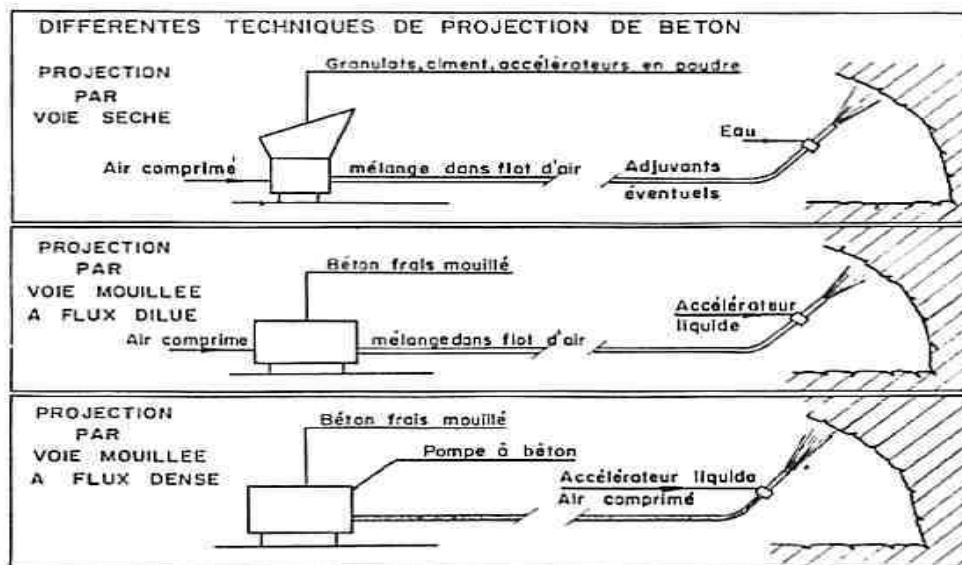 DIFFERENTES TECHNIQUES DE PROJECTION DE BETON
PROJECTION
PAR
VOIE SECHE
Granulats, ciment, accélérateurs en poudre
Air comprimé
mélange dans flot d'air
Eau
Adjuvants
éventuels
PROJECTION
PAR
VOIE MOUILLEE
A FLUX DILUE
Béton frais mouillé
Air comprime
mélange dans flot d'air
Accélérateur
liquide
PROJECTION
PAR
VOIE MOUILLEE
A FLUX DENSE
Béton frais mouillé
Pompe à béton
Accélérateur liquide
Air comprimé